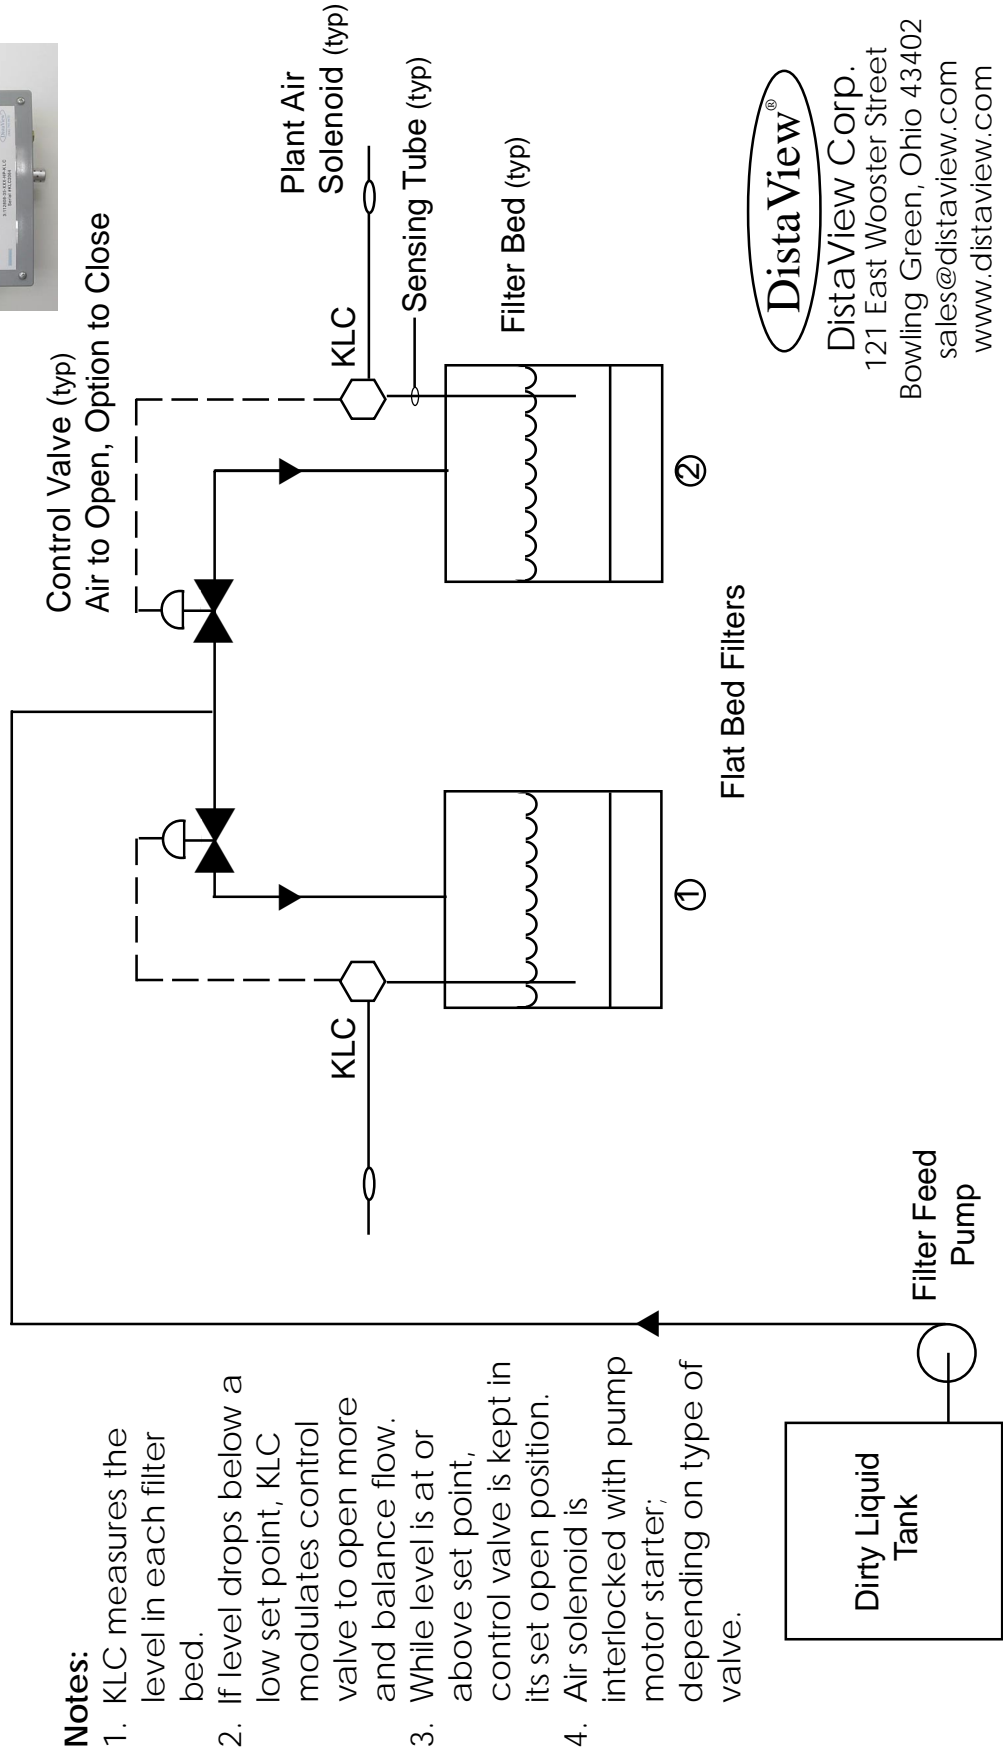 Notes:
1. KLC measures the
level in each filter
bed.
2. If level drops below a
low set point, KLC
modulates control
valve to open more
and balance flow.
3. While level is at or
above set point,
control valve is kept in
its set open position.
4. Air solenoid is
interlocked with pump
motor starter;
depending on type of
valve.
Dirty Liquid
Tank
Filter Feed
Pump
KLC
1
Flat Bed Filters
Control Valve (typ)
Air to Open, Option to Close
KLC
Plant Air
Solenoid (typ)
Sensing Tube (typ)
Filter Bed (typ)
2
DistaView®
DistaView Corp.
121 East Wooster Street
Bowling Green, Ohio 43402
sales@distaview.com
www.distaview.com